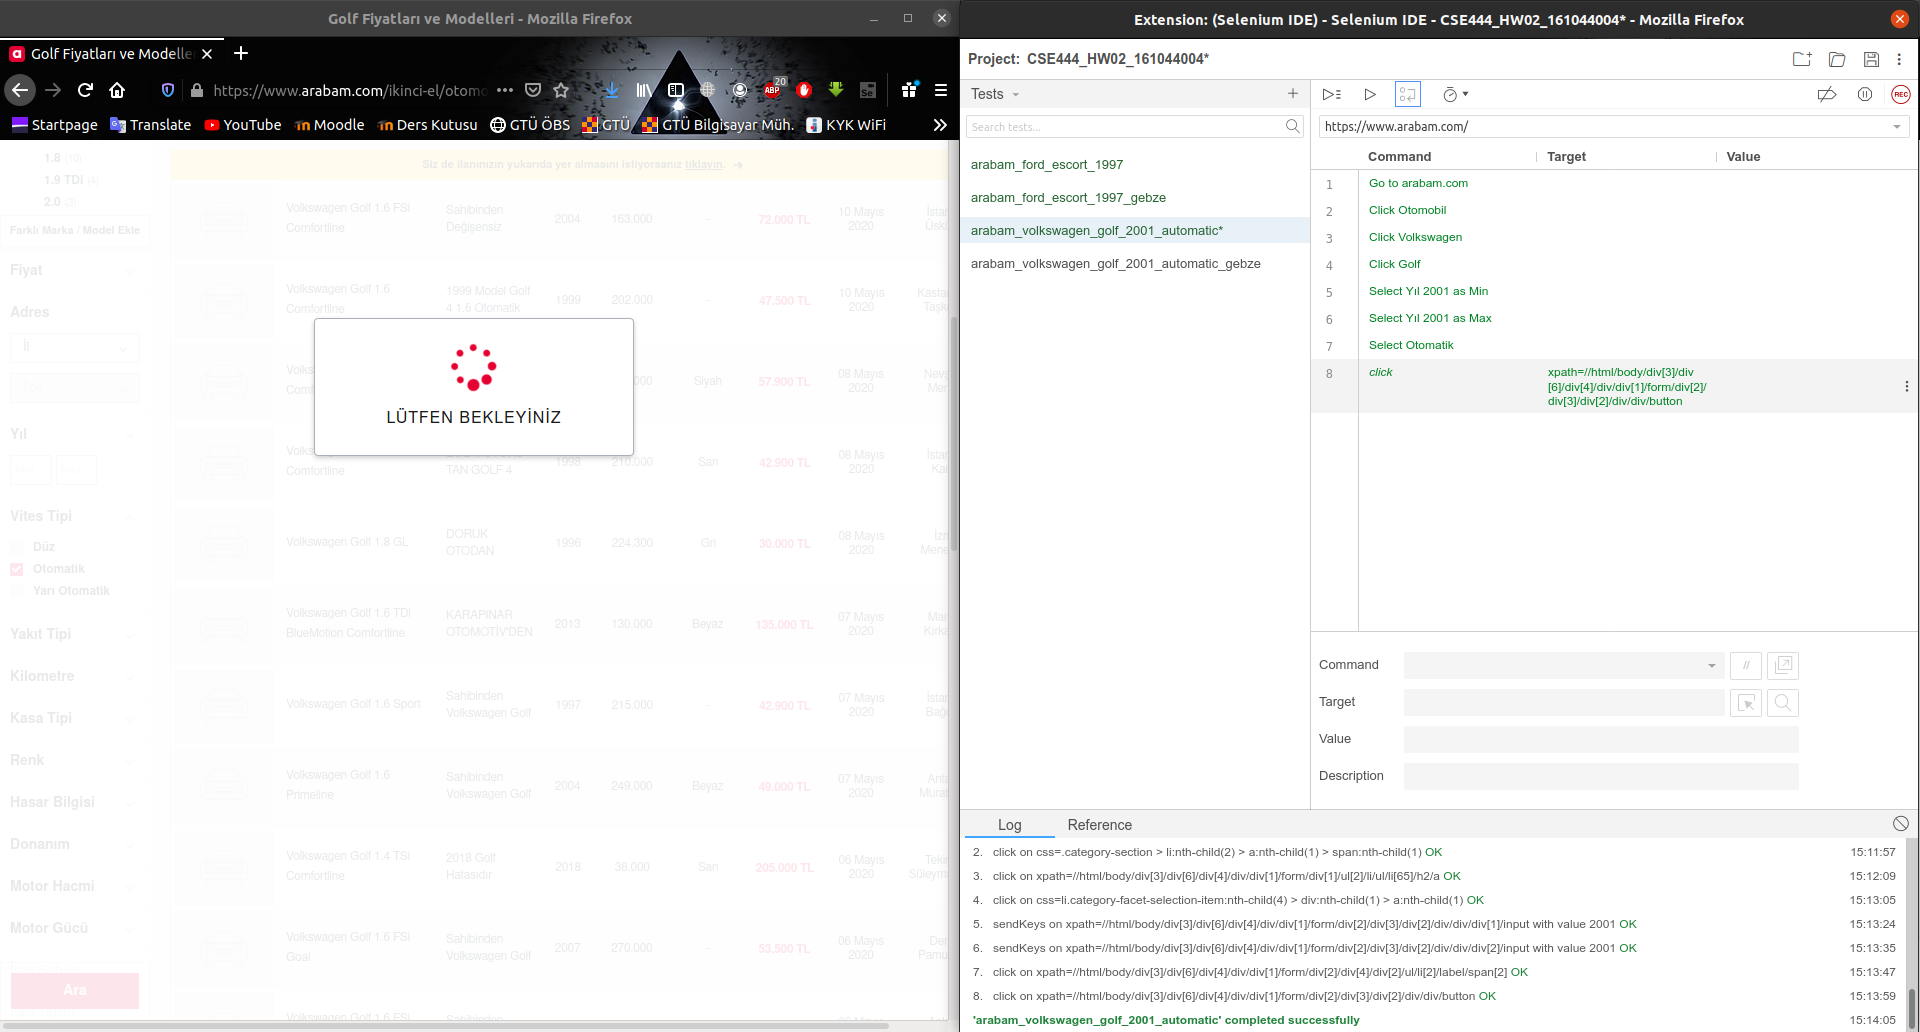 Golf Fiyatları ve Modelleri - Mozilla Firefox
Golf Fiyatları ve Modelle
https://www.arabam.com/ikinci-el/otomo
20
ABP
Startpage
Translate
YouTube
Moodle
Ders Kutusu
GTÜ ÖBS
GTÜ
GTÜ Bilgisayar Müh.
KYK WiFi
1.8 (10)
1.9 TDi (4)
2.0 (3)
Farklı Marka / Model Ekle
Fiyat
Adres
İl
Yıl
Vites Tipi
Düz
Otomatik
Yarı Otomatik
Yakıt Tipi
Kilometre
Kasa Tipi
Renk
Hasar Bilgisi
Donanım
Motor Hacmi
Motor Gücü
Ara
Siz de ilanınızın yukarıda yer almasını istiyorsanız tıklayın. →
Volkswagen Golf 1.6 FSi Comfortline Sahibinden Değişensiz 2004 163.000 - 72.000 TL 10 Mayıs 2020
Volkswagen Golf 1.6 Comfortline 1999 Model Golf 4 1.6 Otomatik 1999 202.000 - 47.500 TL 10 Mayıs 2020
Siyah 57.900 TL 08 Mayıs 2020
Comfortline TAN GOLF 4 1998 210.000 Sarı 42.900 TL 08 Mayıs 2020
Volkswagen Golf 1.8 GL DORUK OTODAN 1996 224.300 Gri 30.000 TL 08 Mayıs 2020
Volkswagen Golf 1.6 TDI BlueMotion Comfortline KARAPINAR OTOMOTİV'DEN 2013 130.000 Beyaz 135.000 TL 07 Mayıs 2020
Volkswagen Golf 1.6 Sport Sahibinden Volkswagen Golf 1997 215.000 - 42.900 TL 07 Mayıs 2020
Volkswagen Golf 1.6 Primeline Sahibinden Volkswagen Golf 2004 249.000 Beyaz 49.000 TL 07 Mayıs 2020
Volkswagen Golf 1.4 TSi Comfortline 2018 Golf Hatasıdır 2018 38.000 Sarı 205.000 TL 06 Mayıs 2020
Volkswagen Golf 1.6 FSi Goal Sahibinden Volkswagen Golf 2007 270.000 - 53.500 TL 06 Mayıs 2020
Volkswagen Golf 1.6 FSi Sahibinden
LÜTFEN BEKLEYİNİZ
Extension: (Selenium IDE) - Selenium IDE - CSE444_HW02_161044004* - Mozilla Firefox
Project: CSE444_HW02_161044004*
Tests
REC
Search tests...
https://www.arabam.com/
arabam_ford_escort_1997
arabam_ford_escort_1997_gebze
arabam_volkswagen_golf_2001_automatic*
arabam_volkswagen_golf_2001_automatic_gebze
Command Target Value
1 Go to arabam.com
2 Click Otomobil
3 Click Volkswagen
4 Click Golf
5 Select Yıl 2001 as Min
6 Select Yıl 2001 as Max
7 Select Otomatik
8 click xpath=//html/body/div[3]/div
[6]/div[4]/div/div[1]/form/div[2]/
div[3]/div[2]/div/div/button
Command
//
Target
Value
Description
Log Reference
2. click on css=.category-section > li:nth-child(2) > a:nth-child(1) > span:nth-child(1) OK 15:11:57
3. click on xpath=//html/body/div[3]/div[6]/div[4]/div/div[1]/form/div[1]/ul[2]/li/ul/li[65]/h2/a OK 15:12:09
4. click on css=li.category-facet-selection-item:nth-child(4) > div:nth-child(1) > a:nth-child(1) OK 15:13:05
5. sendKeys on xpath=//html/body/div[3]/div[6]/div[4]/div/div[1]/form/div[2]/div[3]/div[2]/div/div/div[1]/input with value 2001 OK 15:13:24
6. sendKeys on xpath=//html/body/div[3]/div[6]/div[4]/div/div[1]/form/div[2]/div[3]/div[2]/div/div/div[2]/input with value 2001 OK 15:13:35
7. click on xpath=//html/body/div[3]/div[6]/div[4]/div/div[1]/form/div[2]/div[4]/div[2]/ul/li[2]/label/span[2] OK 15:13:47
8. click on xpath=//html/body/div[3]/div[6]/div[4]/div/div[1]/form/div[2]/div[3]/div[2]/div/div/button OK 15:13:59
'arabam_volkswagen_golf_2001_automatic' completed successfully 15:14:05